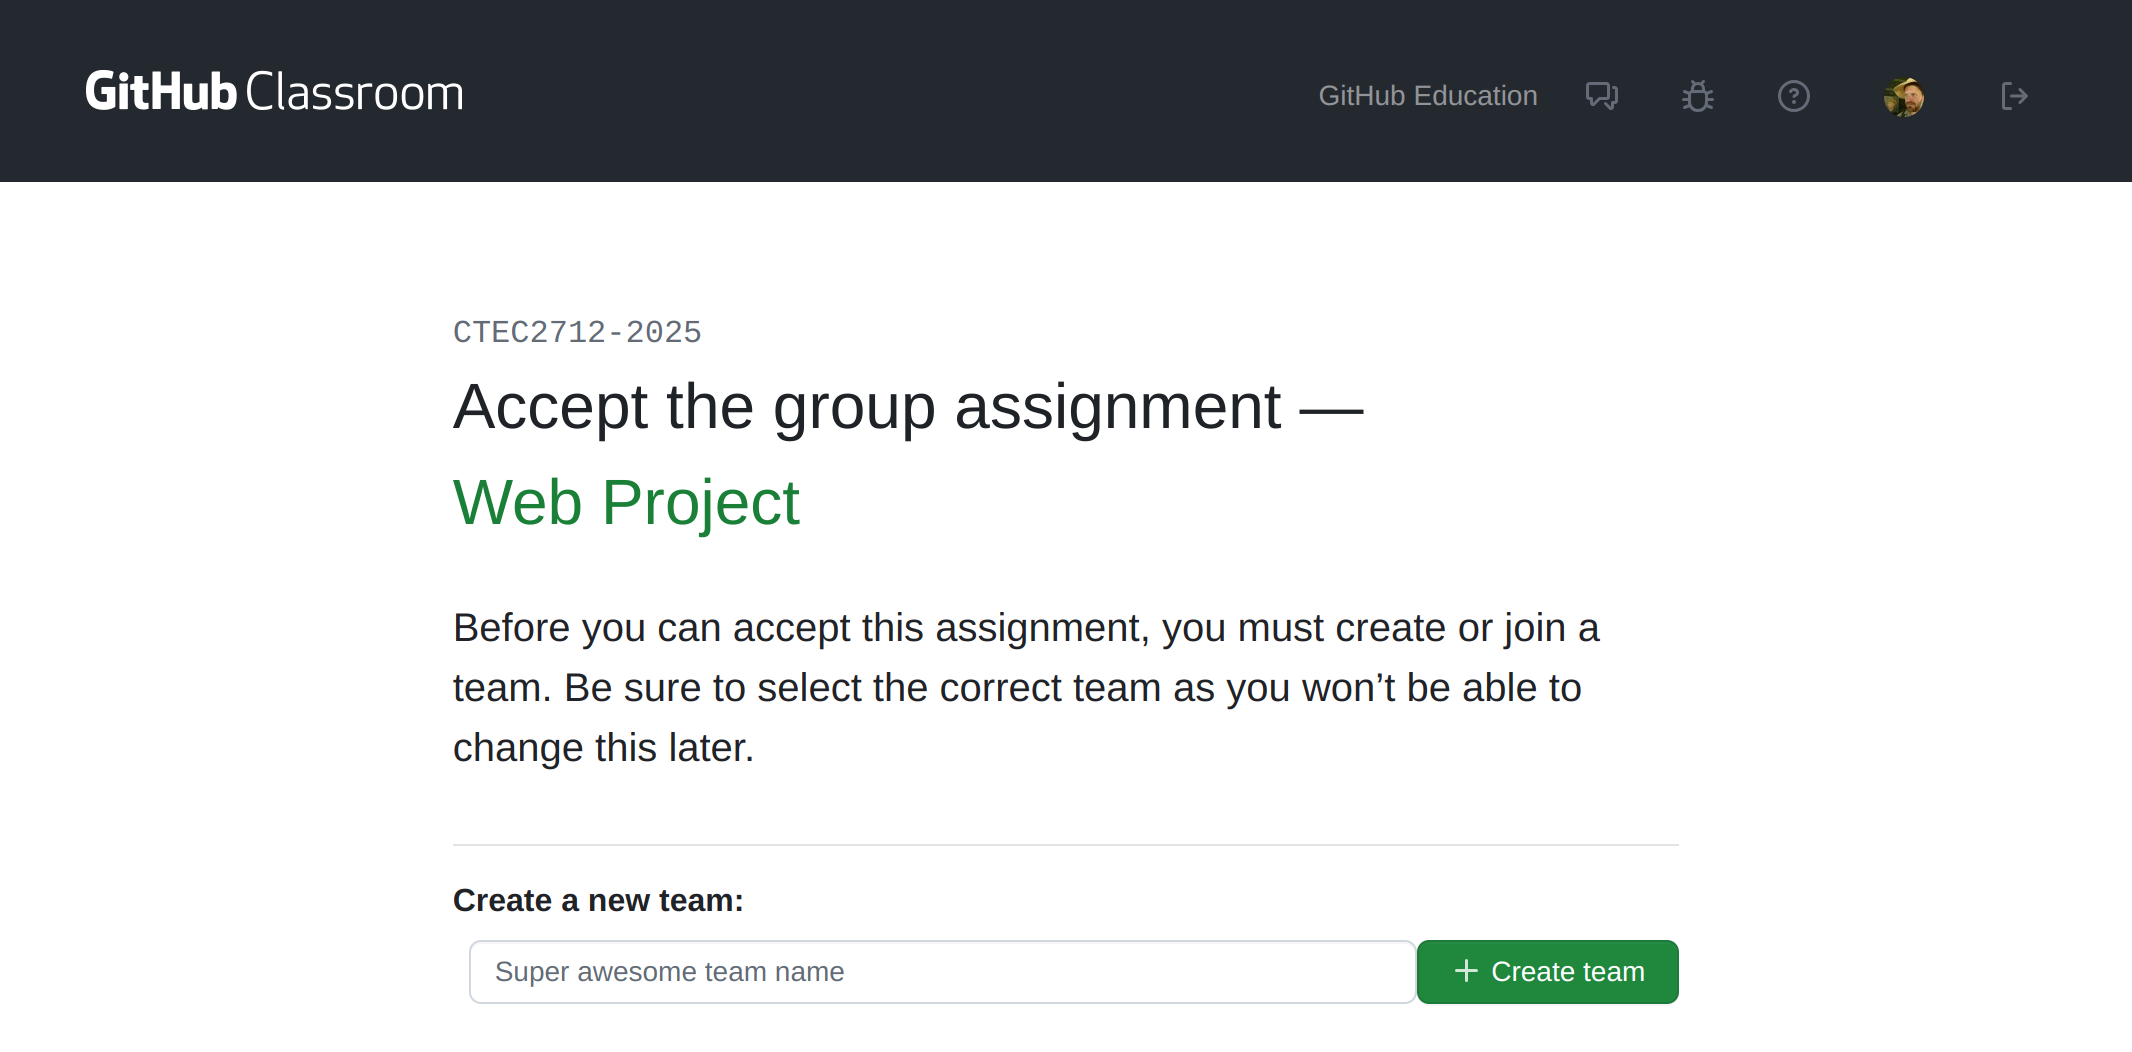 GitHub Classroom
GitHub Education
CTEC2712-2025
Accept the group assignment —
Web Project
Before you can accept this assignment, you must create or join a
team. Be sure to select the correct team as you won’t be able to
change this later.
Create a new team:
Super awesome team name
Create team